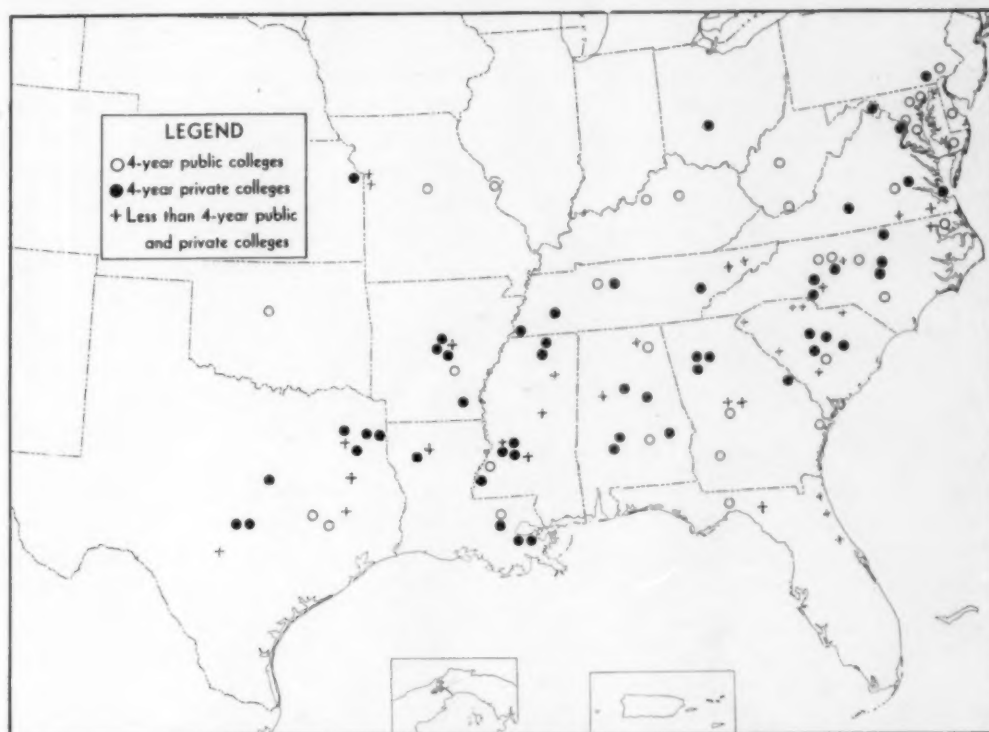 LEGEND
4-year public colleges
4-year private colleges
Less than 4-year public
and private colleges